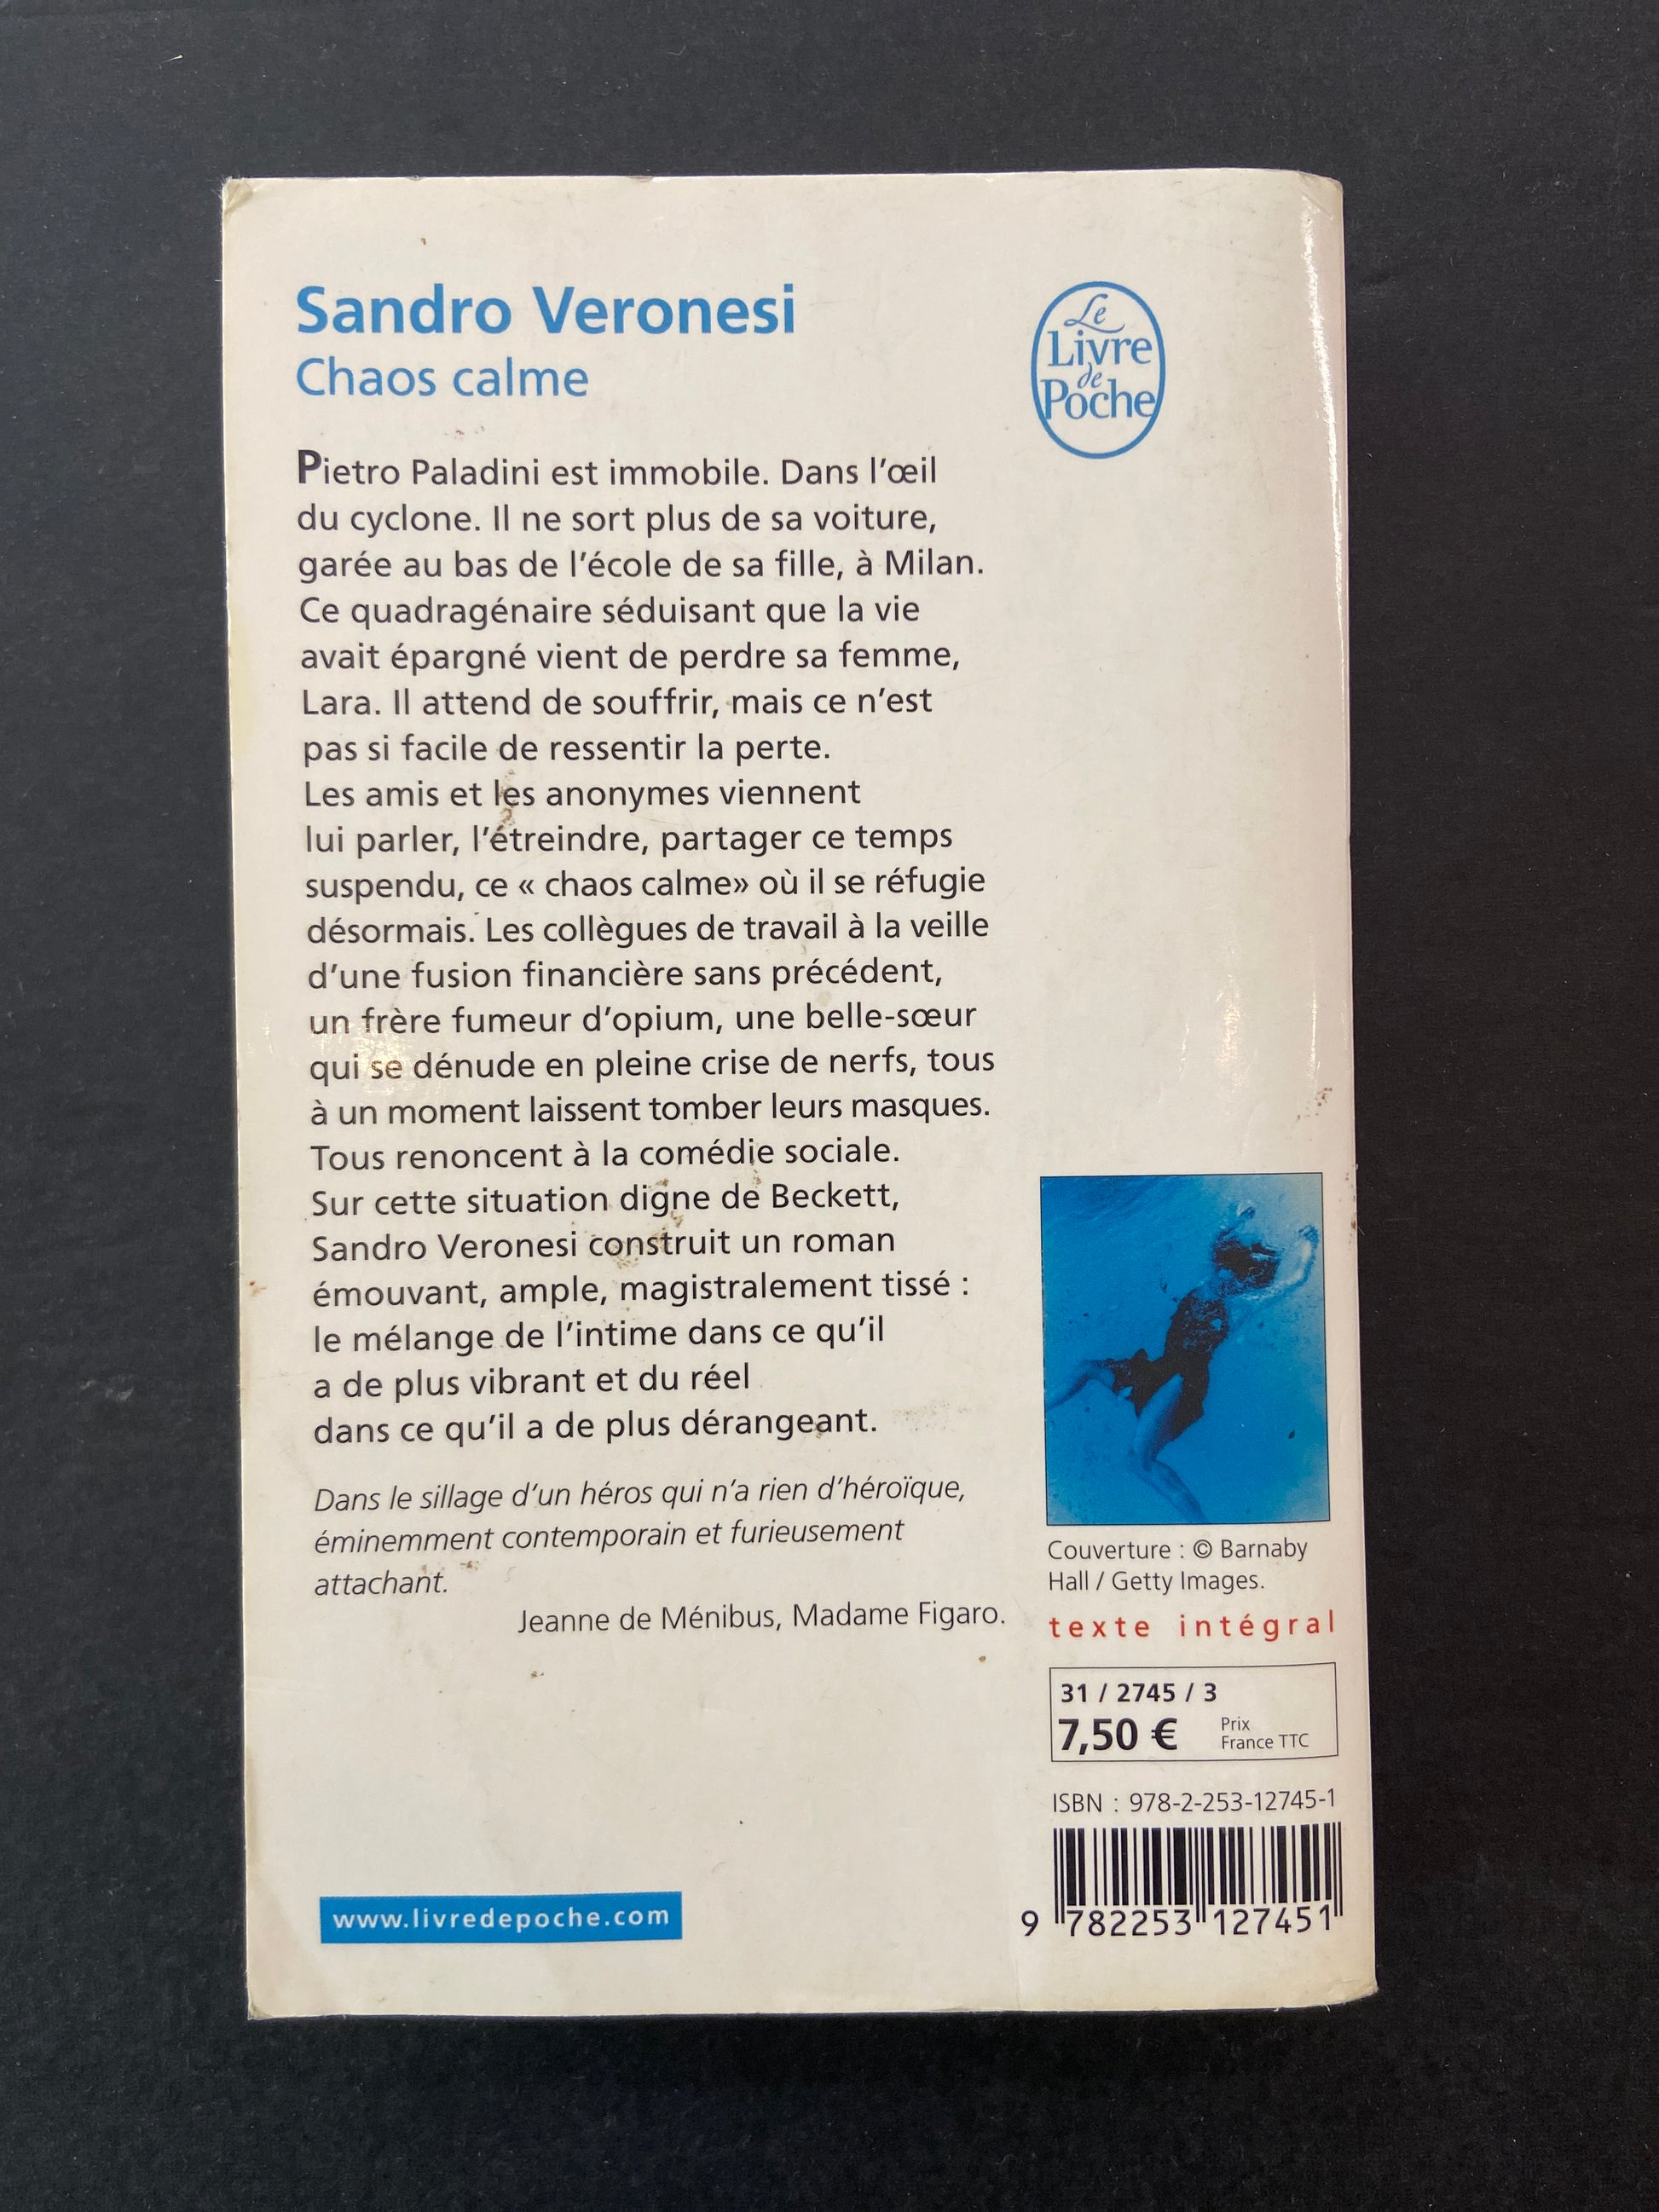 Sandro Veronesi
Chaos calme
Le
Livre
de
Poche
Pietro Paladini est immobile. Dans l'œil
du cyclone. Il ne sort plus de sa voiture,
garée au bas de l'école de sa fille, à Milan.
Ce quadragénaire séduisant que la vie
avait épargné vient de perdre sa femme,
Lara. Il attend de souffrir, mais ce n'est
pas si facile de ressentir la perte.
Les amis et les anonymes viennent
lui parler, l'étreindre, partager ce temps
suspendu, ce « chaos calme» où il se réfugie
désormais. Les collègues de travail à la veille
d'une fusion financière sans précédent,
un frère fumeur d'opium, une belle-sœur
qui se dénude en pleine crise de nerfs, tous
à un moment laissent tomber leurs masques.
Tous renoncent à la comédie sociale.
Sur cette situation digne de Beckett,
Sandro Veronesi construit un roman
émouvant, ample, magistralement tissé :
le mélange de l'intime dans ce qu'il
a de plus vibrant et du réel
dans ce qu'il a de plus dérangeant.
Dans le sillage d'un héros qui n'a rien d'héroïque,
éminemment contemporain et furieusement
attachant.
Jeanne de Ménibus, Madame Figaro.
Couverture : © Barnaby
Hall / Getty Images.
texte intégral
31 / 2745 / 3
7,50 € Prix
France TTC
ISBN : 978-2-253-12745-1
9 782253 127451
www.livredepoche.com